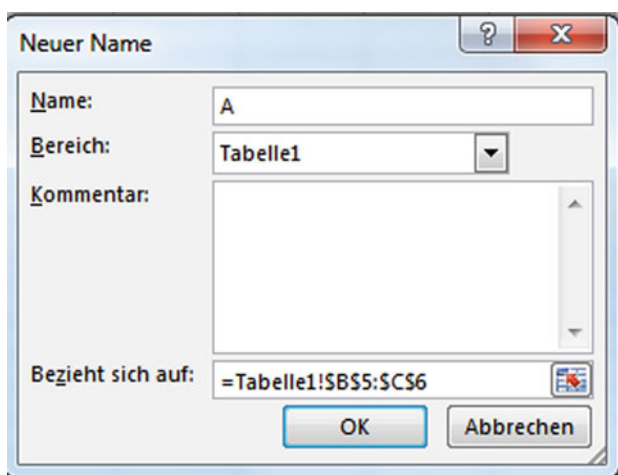 Neuer Name
Name: A
Bereich: Tabelle1
Kommentar:
Bezieht sich auf: =Tabelle1!$B$5:$C$6
OK Abbrechen